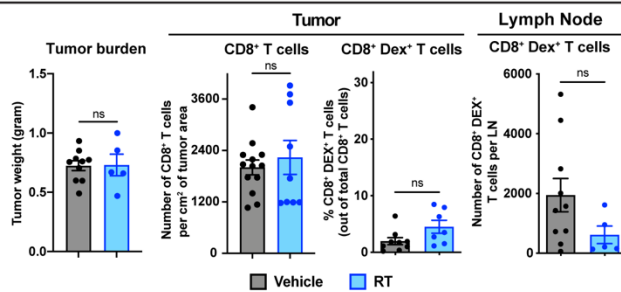 Tumor
Lymph Node
Tumor burden
CD8⁺ T cells
CD8⁺ Dex⁺ T cells
CD8⁺ Dex⁺ T cells
Tumor weight (gram)
1.5
1.0
0.5
0.0
ns
Number of CD8⁺ T cells
per cm² of tumor area
3600
2400
1200
0
ns
% CD8⁺ DEX⁺ T cells
(out of total CD8⁺ T cells)
30
20
10
0
ns
Number of CD8⁺ DEX⁺
T cells per LN
6000
4000
2000
0
ns
Vehicle
RT